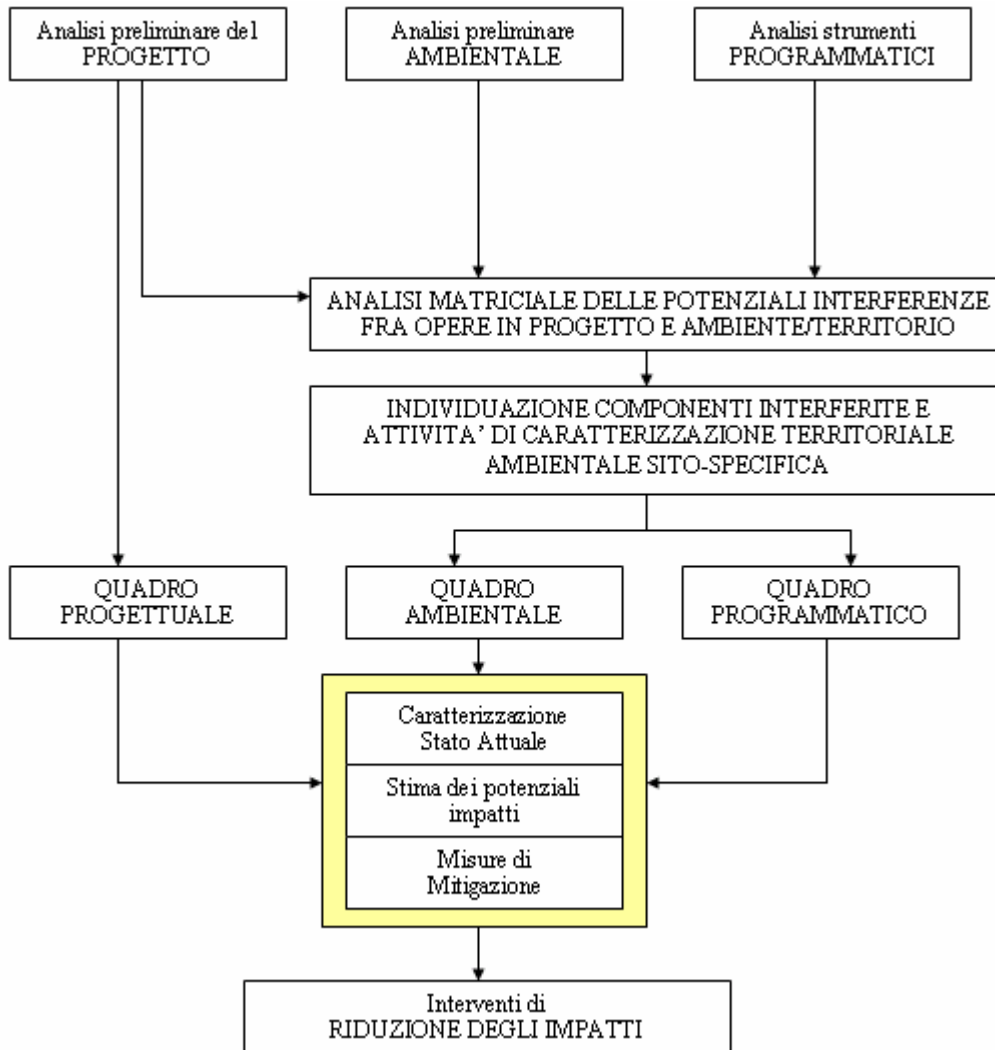 Analisi preliminare del
PROGETTO
Analisi preliminare
AMBIENTALE
Analisi strumenti
PROGRAMMATICI
ANALISI MATRICIALE DELLE POTENZIALI INTERFERENZE
FRA OPERE IN PROGETTO E AMBIENTE/TERRITORIO
INDIVIDUAZIONE COMPONENTI INTERFERITE E
ATTIVITA’ DI CARATTERIZZAZIONE TERRITORIALE
AMBIENTALE SITO-SPECIFICA
QUADRO
PROGETTUALE
QUADRO
AMBIENTALE
QUADRO
PROGRAMMATICO
Caratterizzazione
Stato Attuale
Stima dei potenziali
impatti
Misure di
Mitigazione
Interventi di
RIDUZIONE DEGLI IMPATTI